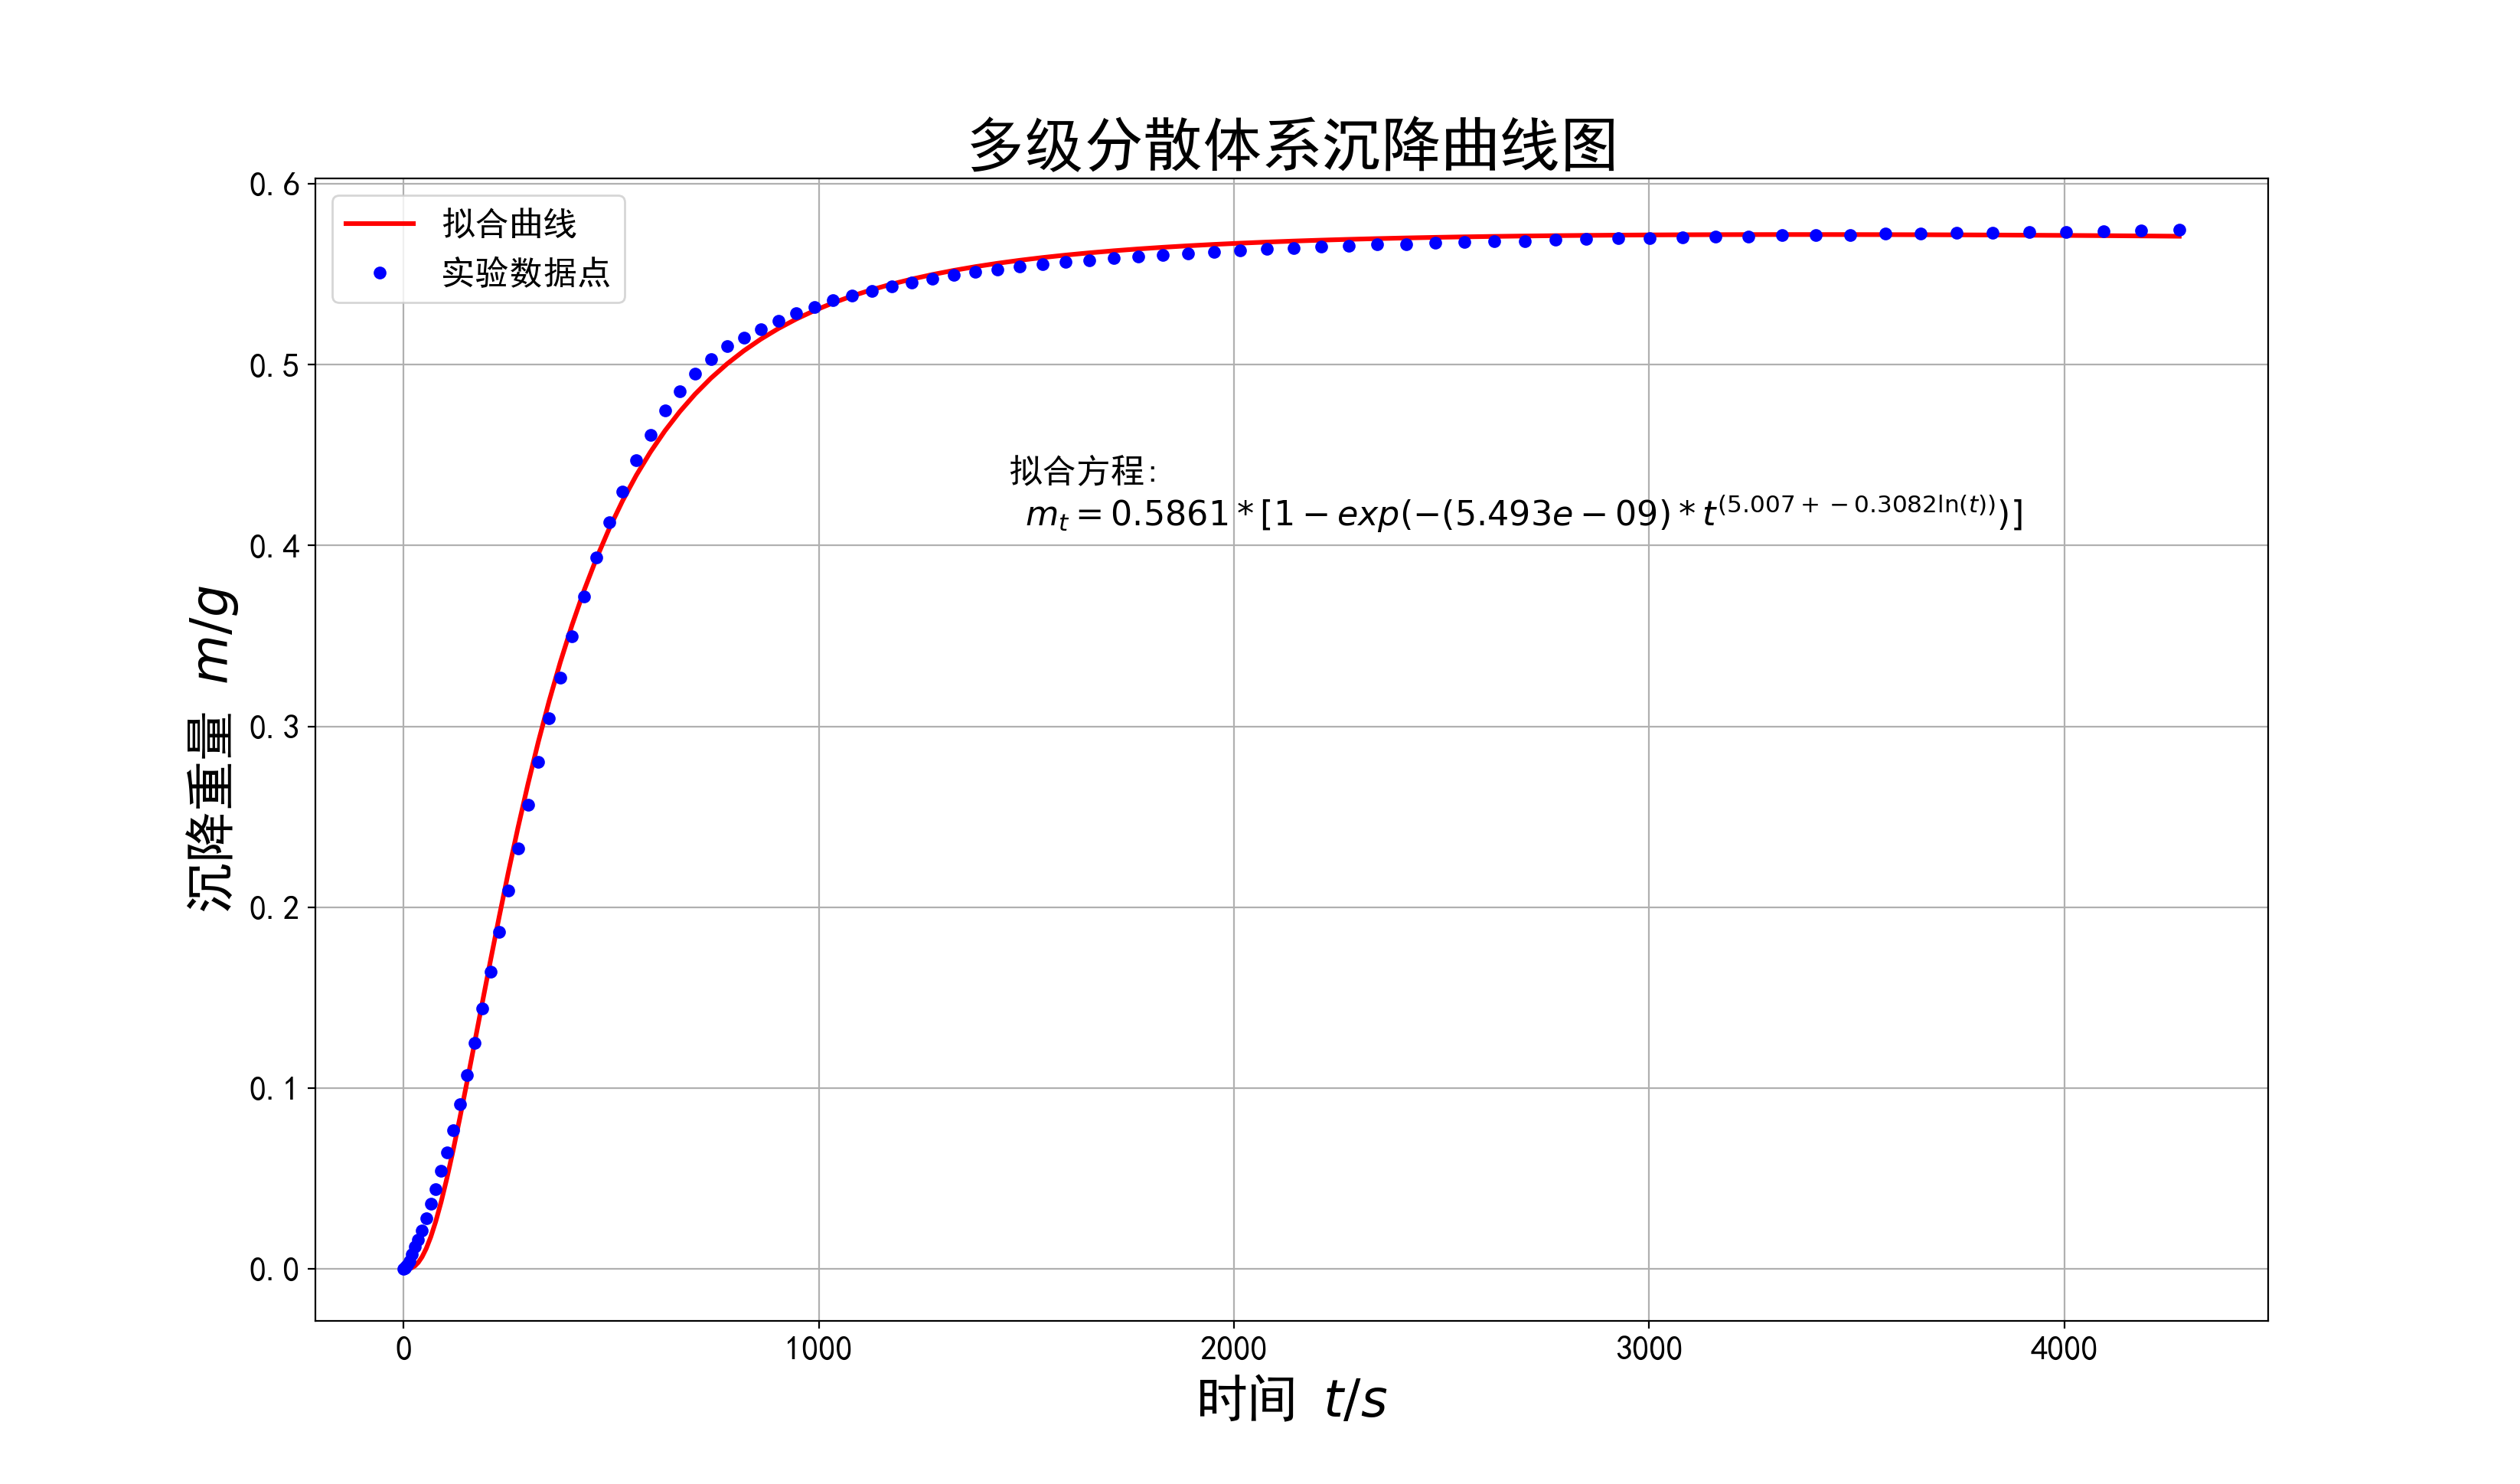 多级分散体系沉降曲线图
拟合曲线
实验数据点
拟合方程:
m_t = 0.5861 * [1 − exp(−(5.493e − 09) * t^(5.007 + −0.3082ln(t)))]
沉降重量 m/g
0.6
0.5
0.4
0.3
0.2
0.1
0.0
0 1000 2000 3000 4000
时间 t/s